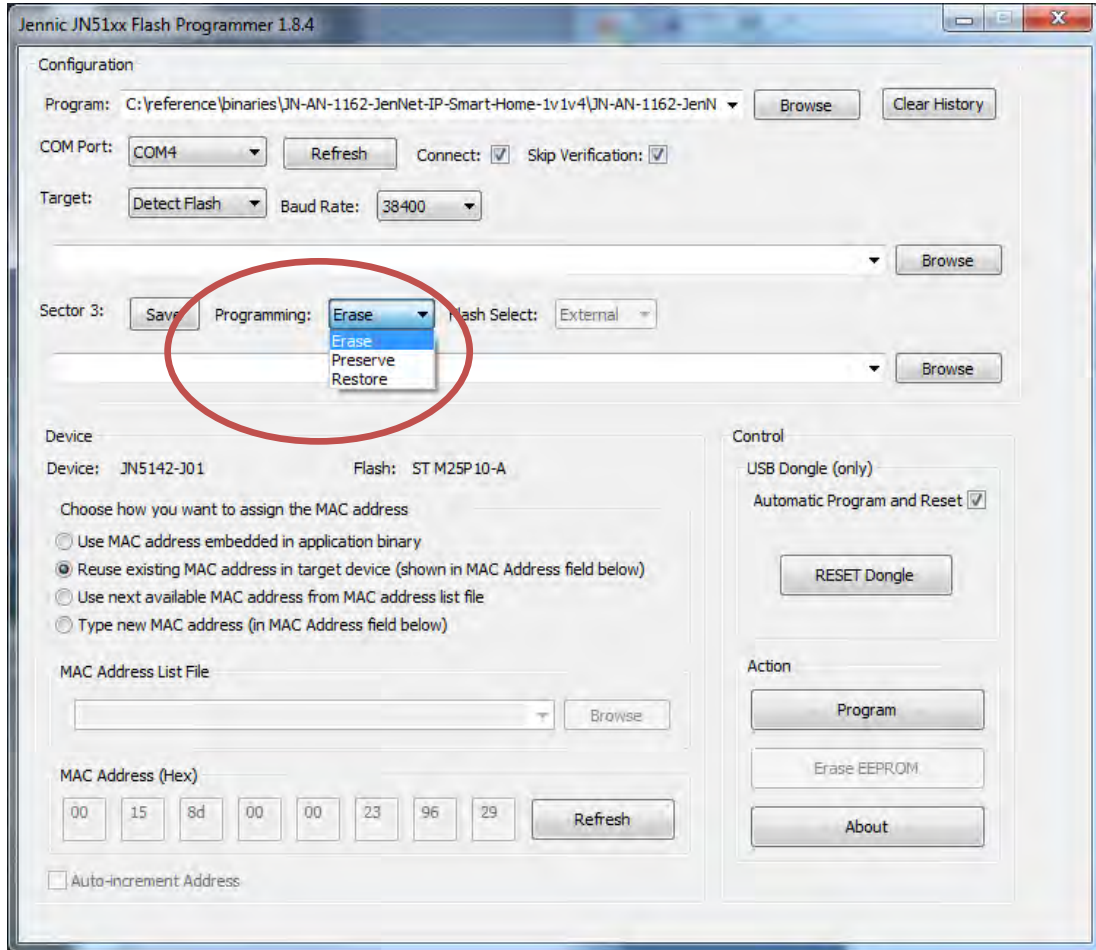 Jennic JN51xx Flash Programmer 1.8.4
Configuration
Program: C:\reference\binaries\JN-AN-1162-JenNet-IP-Smart-Home-1v1v4\JN-AN-1162-JenN Browse Clear History
COM Port: COM4 Refresh Connect: Skip Verification:
Target: Detect Flash Baud Rate: 38400
Browse
Sector 3: Save Programming: Erase Flash Select: External
Erase
Preserve
Restore
Browse
Device
Device: JN5142-J01 Flash: ST M25P10-A
Choose how you want to assign the MAC address
Use MAC address embedded in application binary
Reuse existing MAC address in target device (shown in MAC Address field below)
Use next available MAC address from MAC address list file
Type new MAC address (in MAC Address field below)
MAC Address List File
Browse
MAC Address (Hex)
00 15 8d 00 00 23 96 29 Refresh
Auto-increment Address
Control
USB Dongle (only)
Automatic Program and Reset
RESET Dongle
Action
Program
Erase EEPROM
About